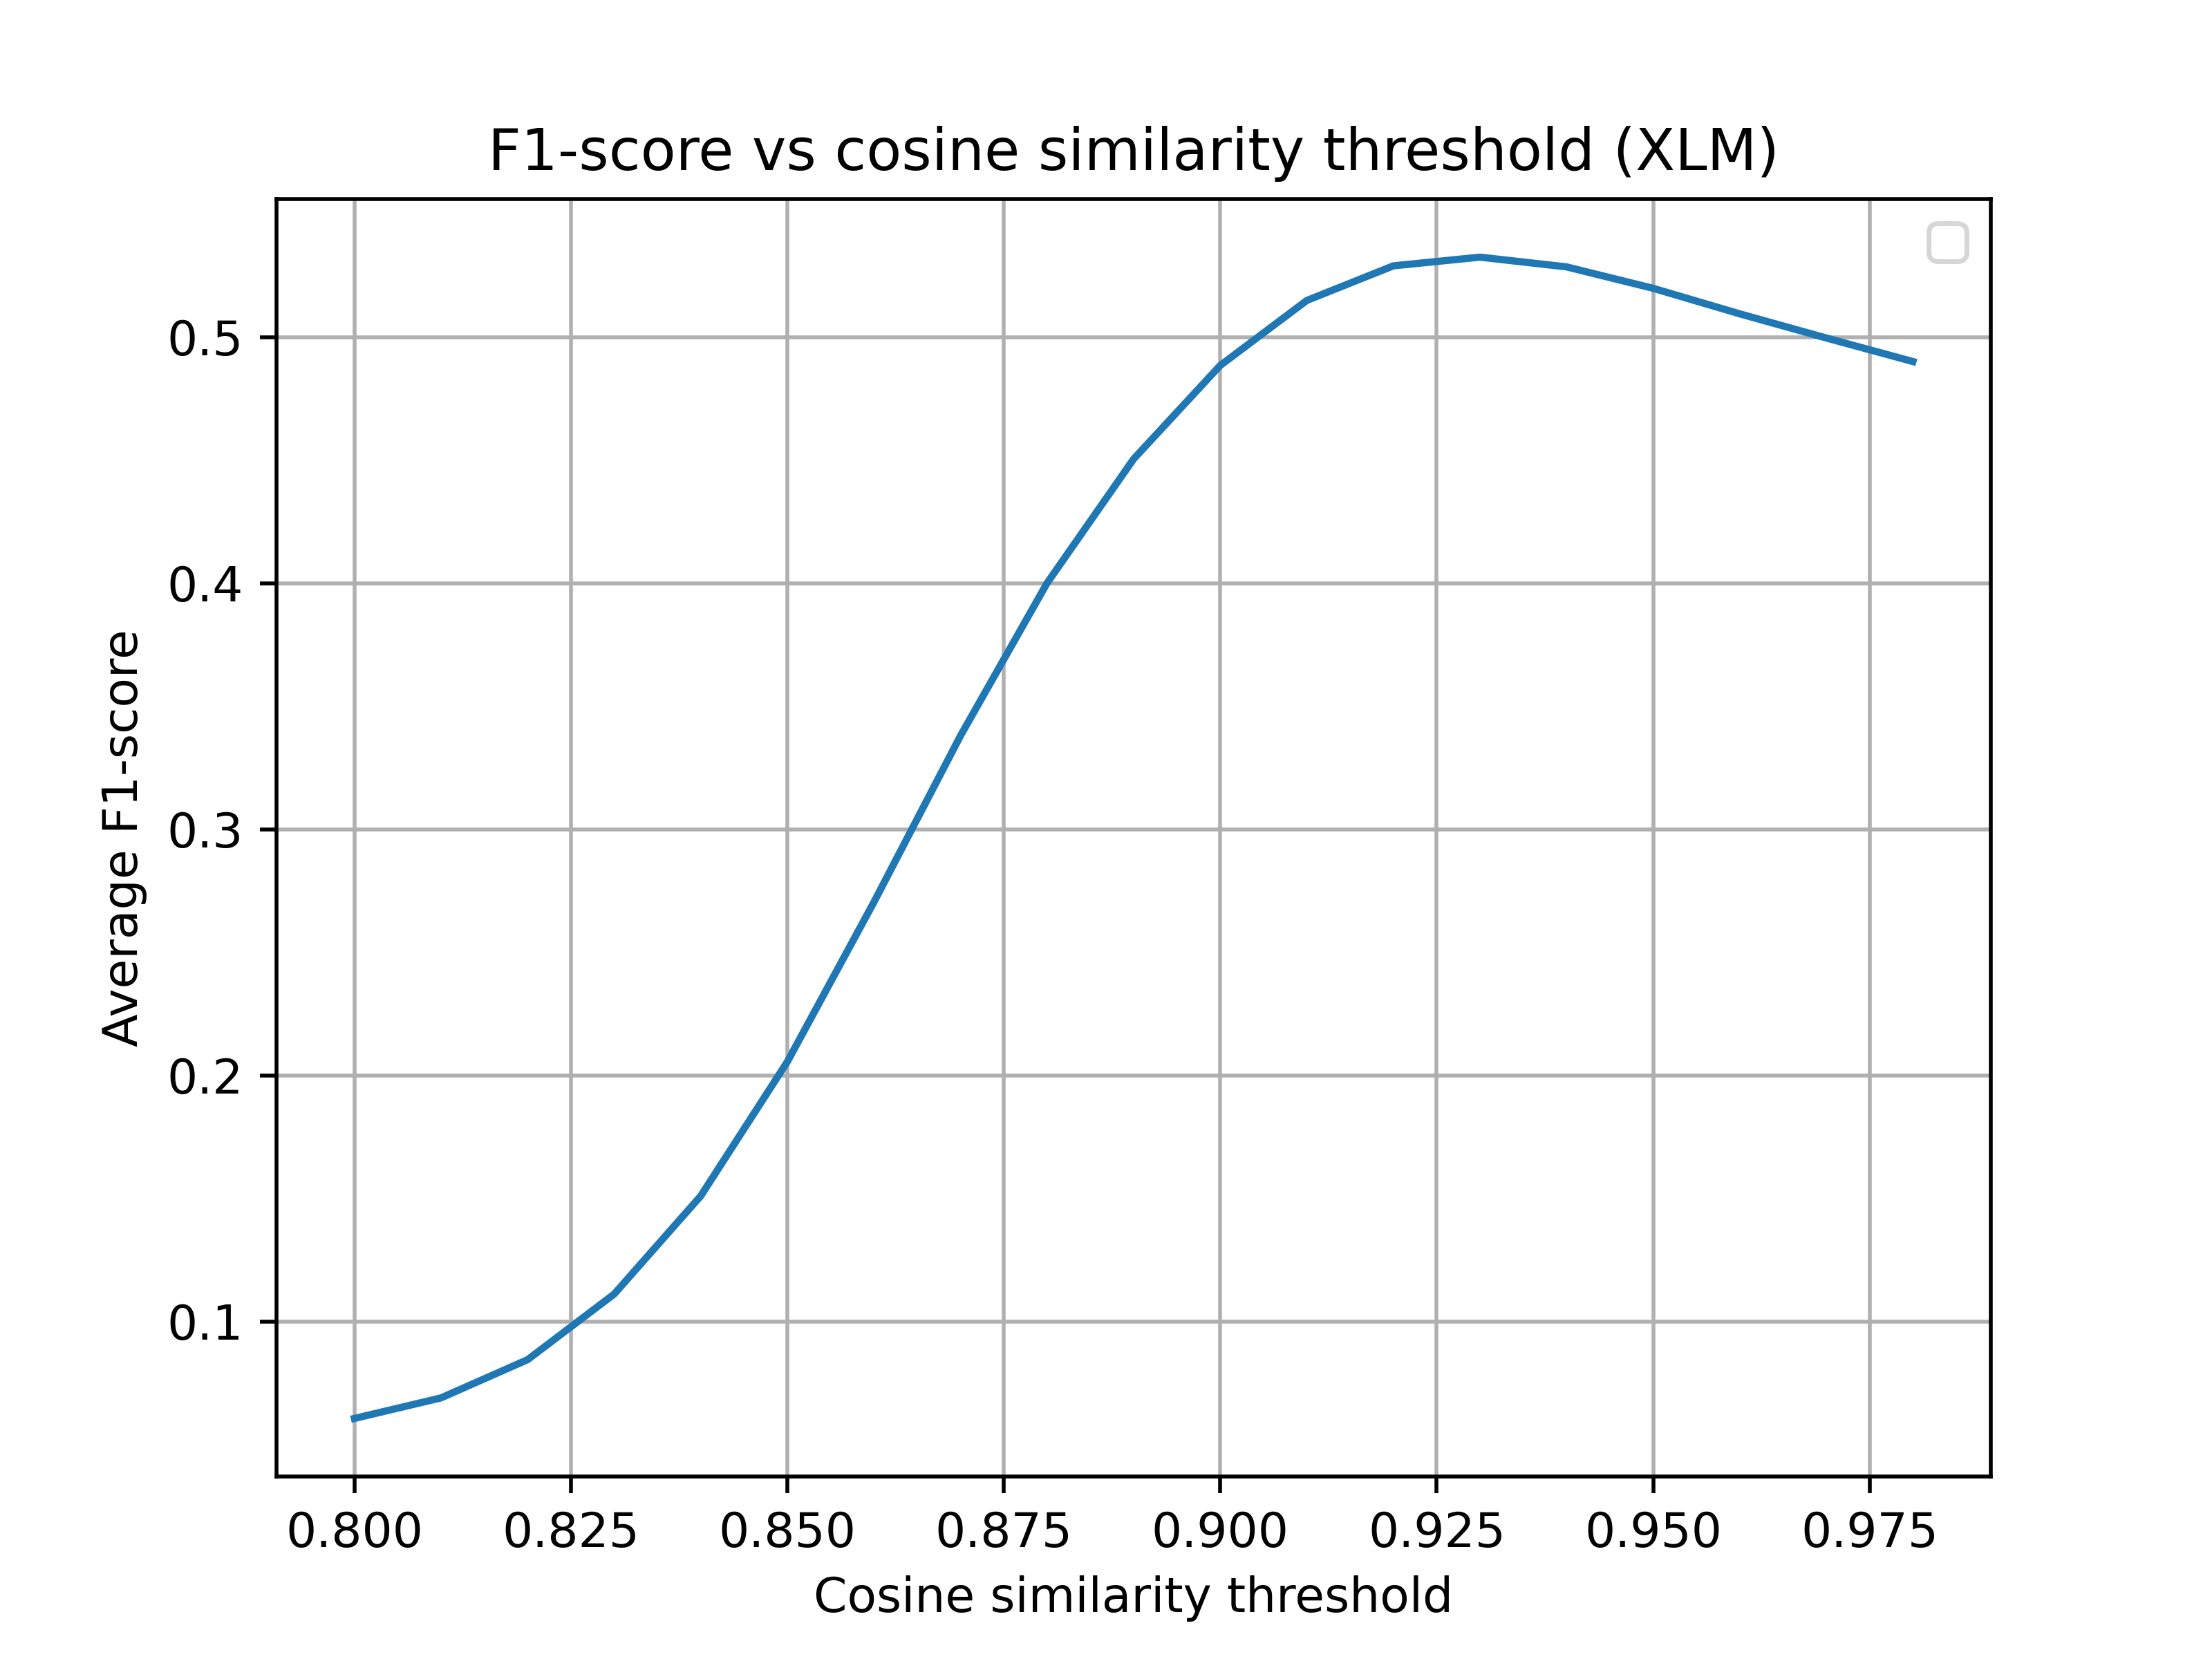 F1-score vs cosine similarity threshold (XLM)
0.5
0.4
0.3
0.2
0.1
Average F1-score
0.800 0.825 0.850 0.875 0.900 0.925 0.950 0.975
Cosine similarity threshold